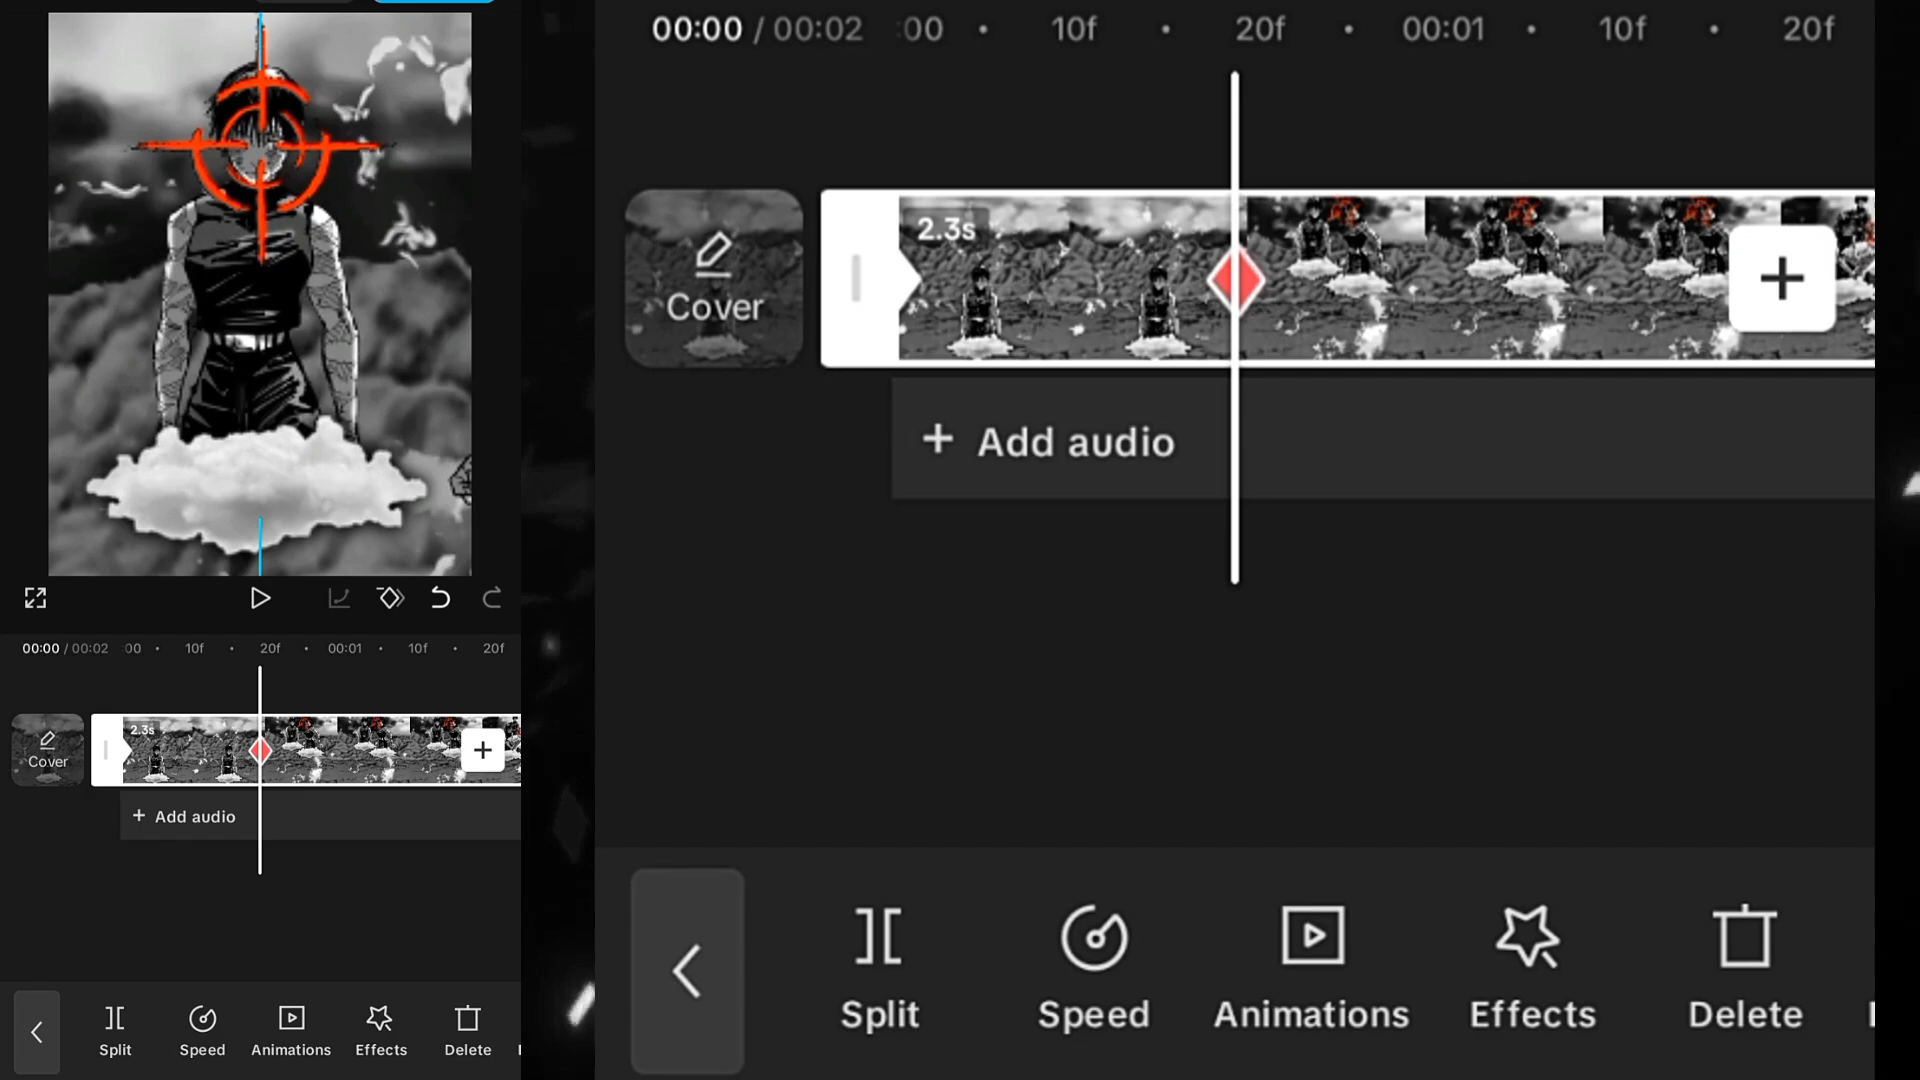 00:00 / 00:02 :00 10f 20f 00:01 10f 20f
2.3s
Cover
+ Add audio
Split Speed Animations Effects Delete
00:00 / 00:02 :00 10f 20f 00:01 10f 20f
2.3s
Cover
+ Add audio
Split Speed Animations Effects Delete